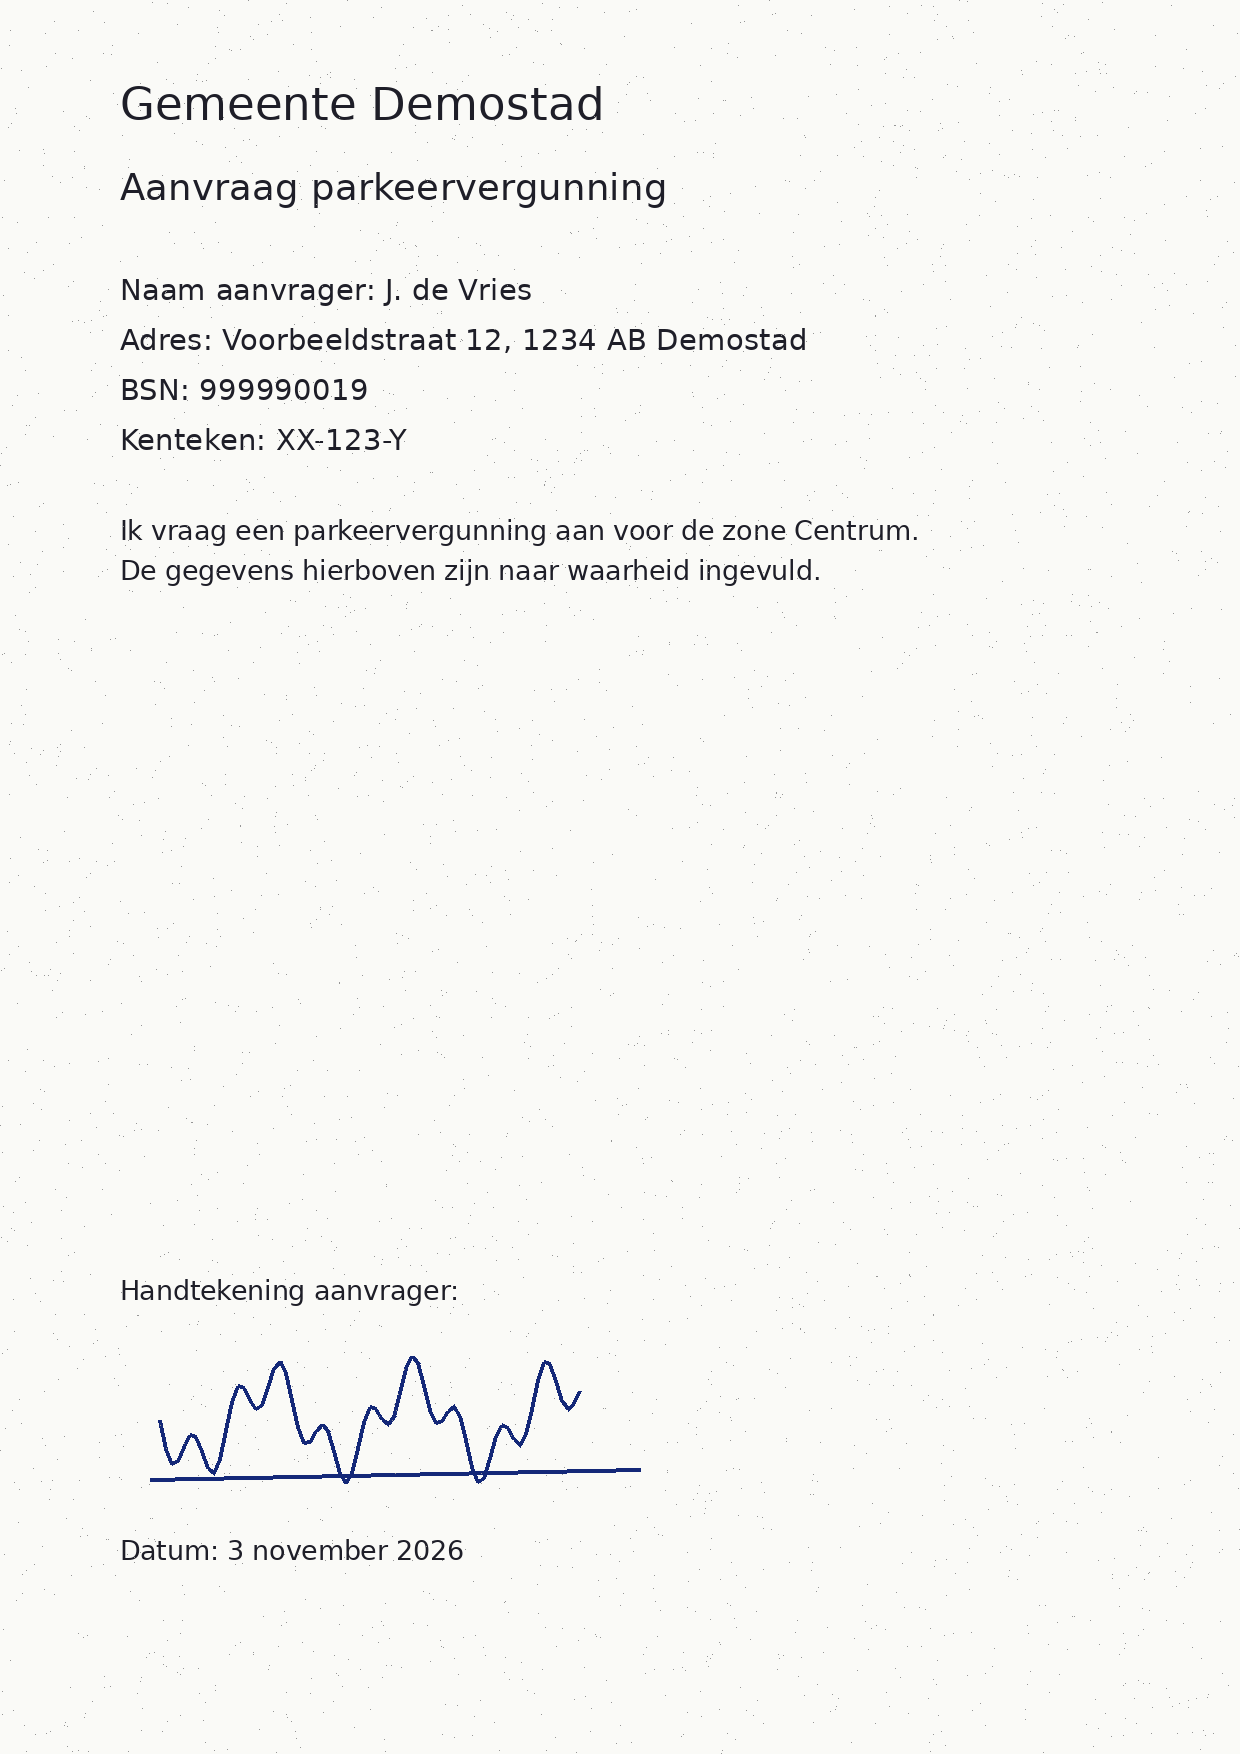 Gemeente Demostad
Aanvraag parkeervergunning
Naam aanvrager: J. de Vries
Adres: Voorbeeldstraat 12, 1234 AB Demostad
BSN: 999990019
Kenteken: XX-123-Y
Ik vraag een parkeervergunning aan voor de zone Centrum.
De gegevens hierboven zijn naar waarheid ingevuld.
Handtekening aanvrager:
Datum: 3 november 2026